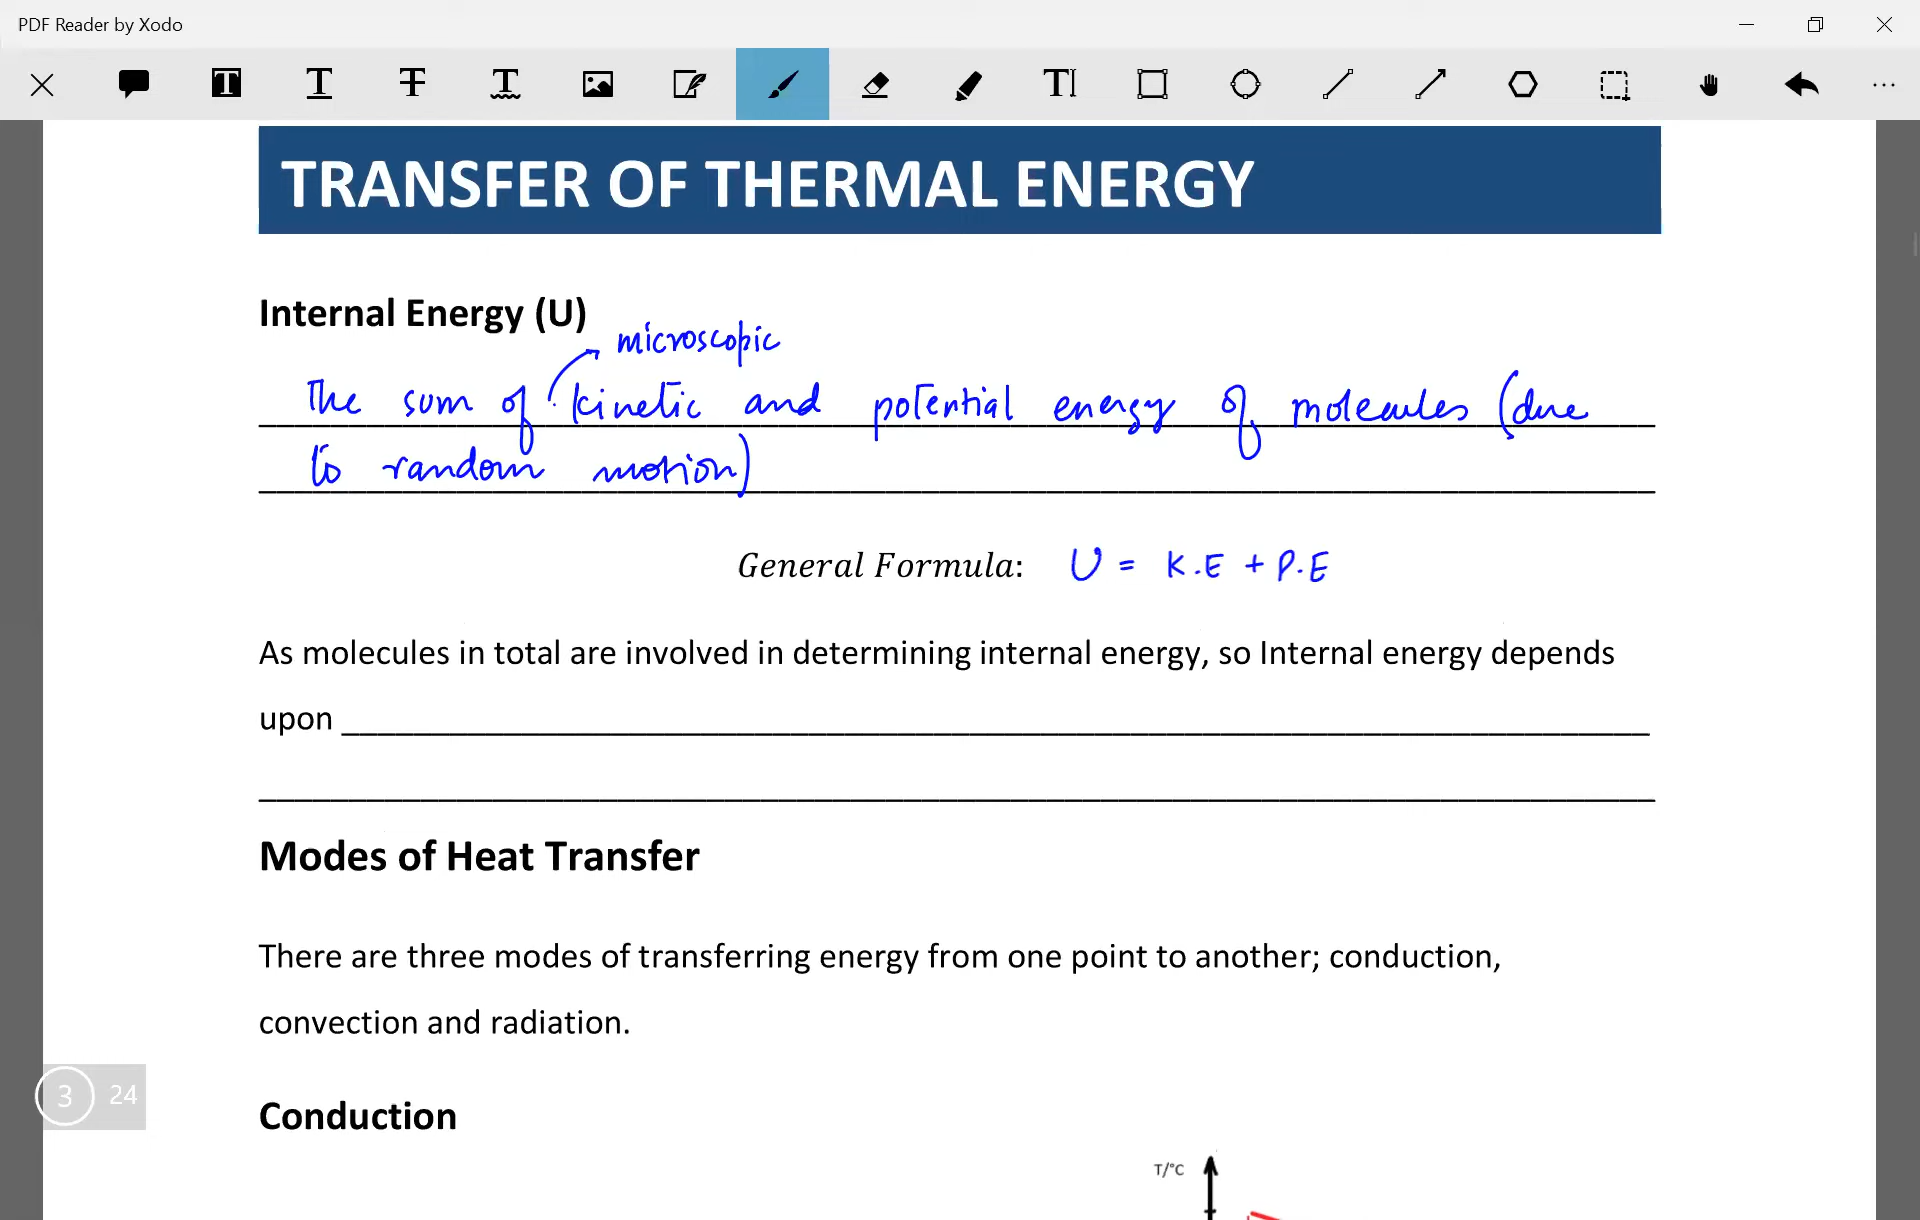 PDF Reader by Xodo
TRANSFER OF THERMAL ENERGY
Internal Energy (U)
microscopic
The sum of kinetic and potential energy of molecules (due
to random motion)
General Formula: U = K.E + P.E
As molecules in total are involved in determining internal energy, so Internal energy depends
upon
Modes of Heat Transfer
There are three modes of transferring energy from one point to another; conduction,
convection and radiation.
3 24
Conduction
T/°C